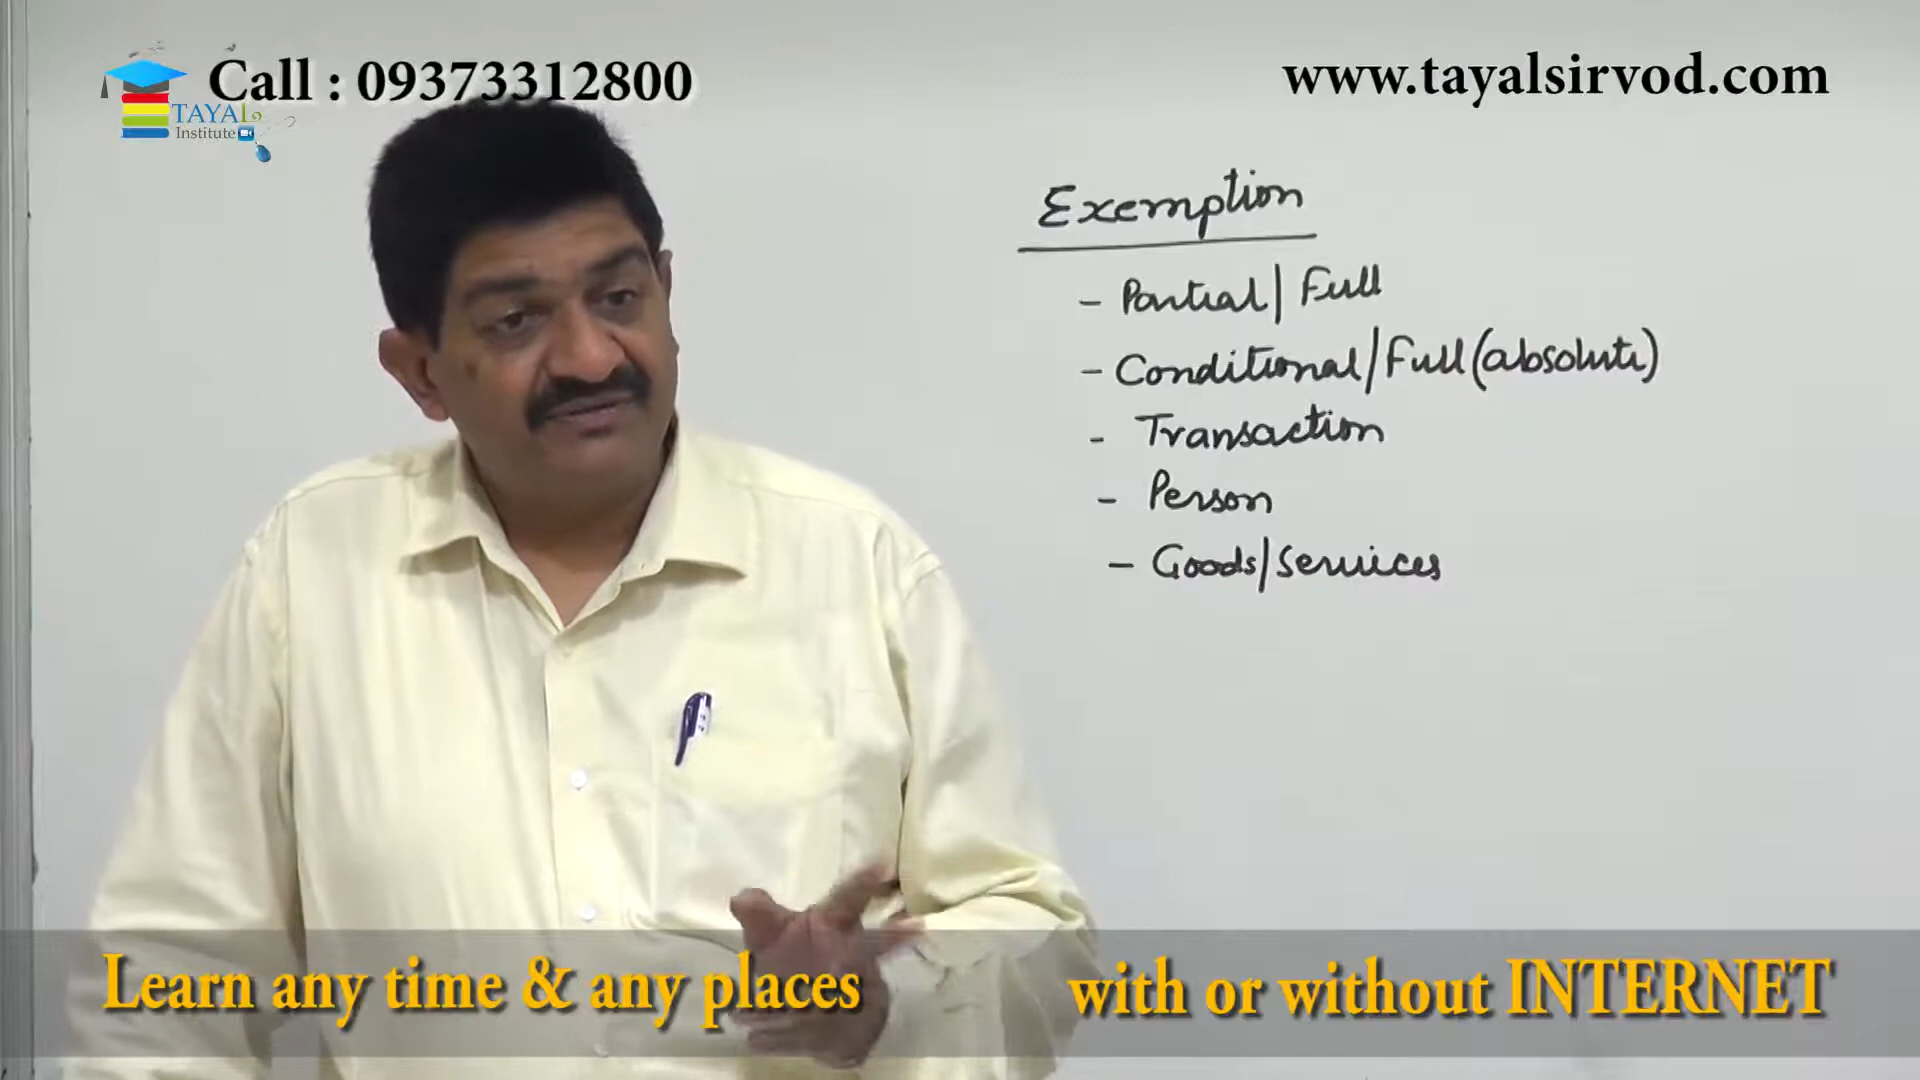 Call : 09373312800
www.tayalsirvod.com
TAYAL
Institute
Exemption
- Partial/Full
- Conditional/Full(absolute)
- Transaction
- Person
- Goods/Services
Learn any time & any places with or without INTERNET